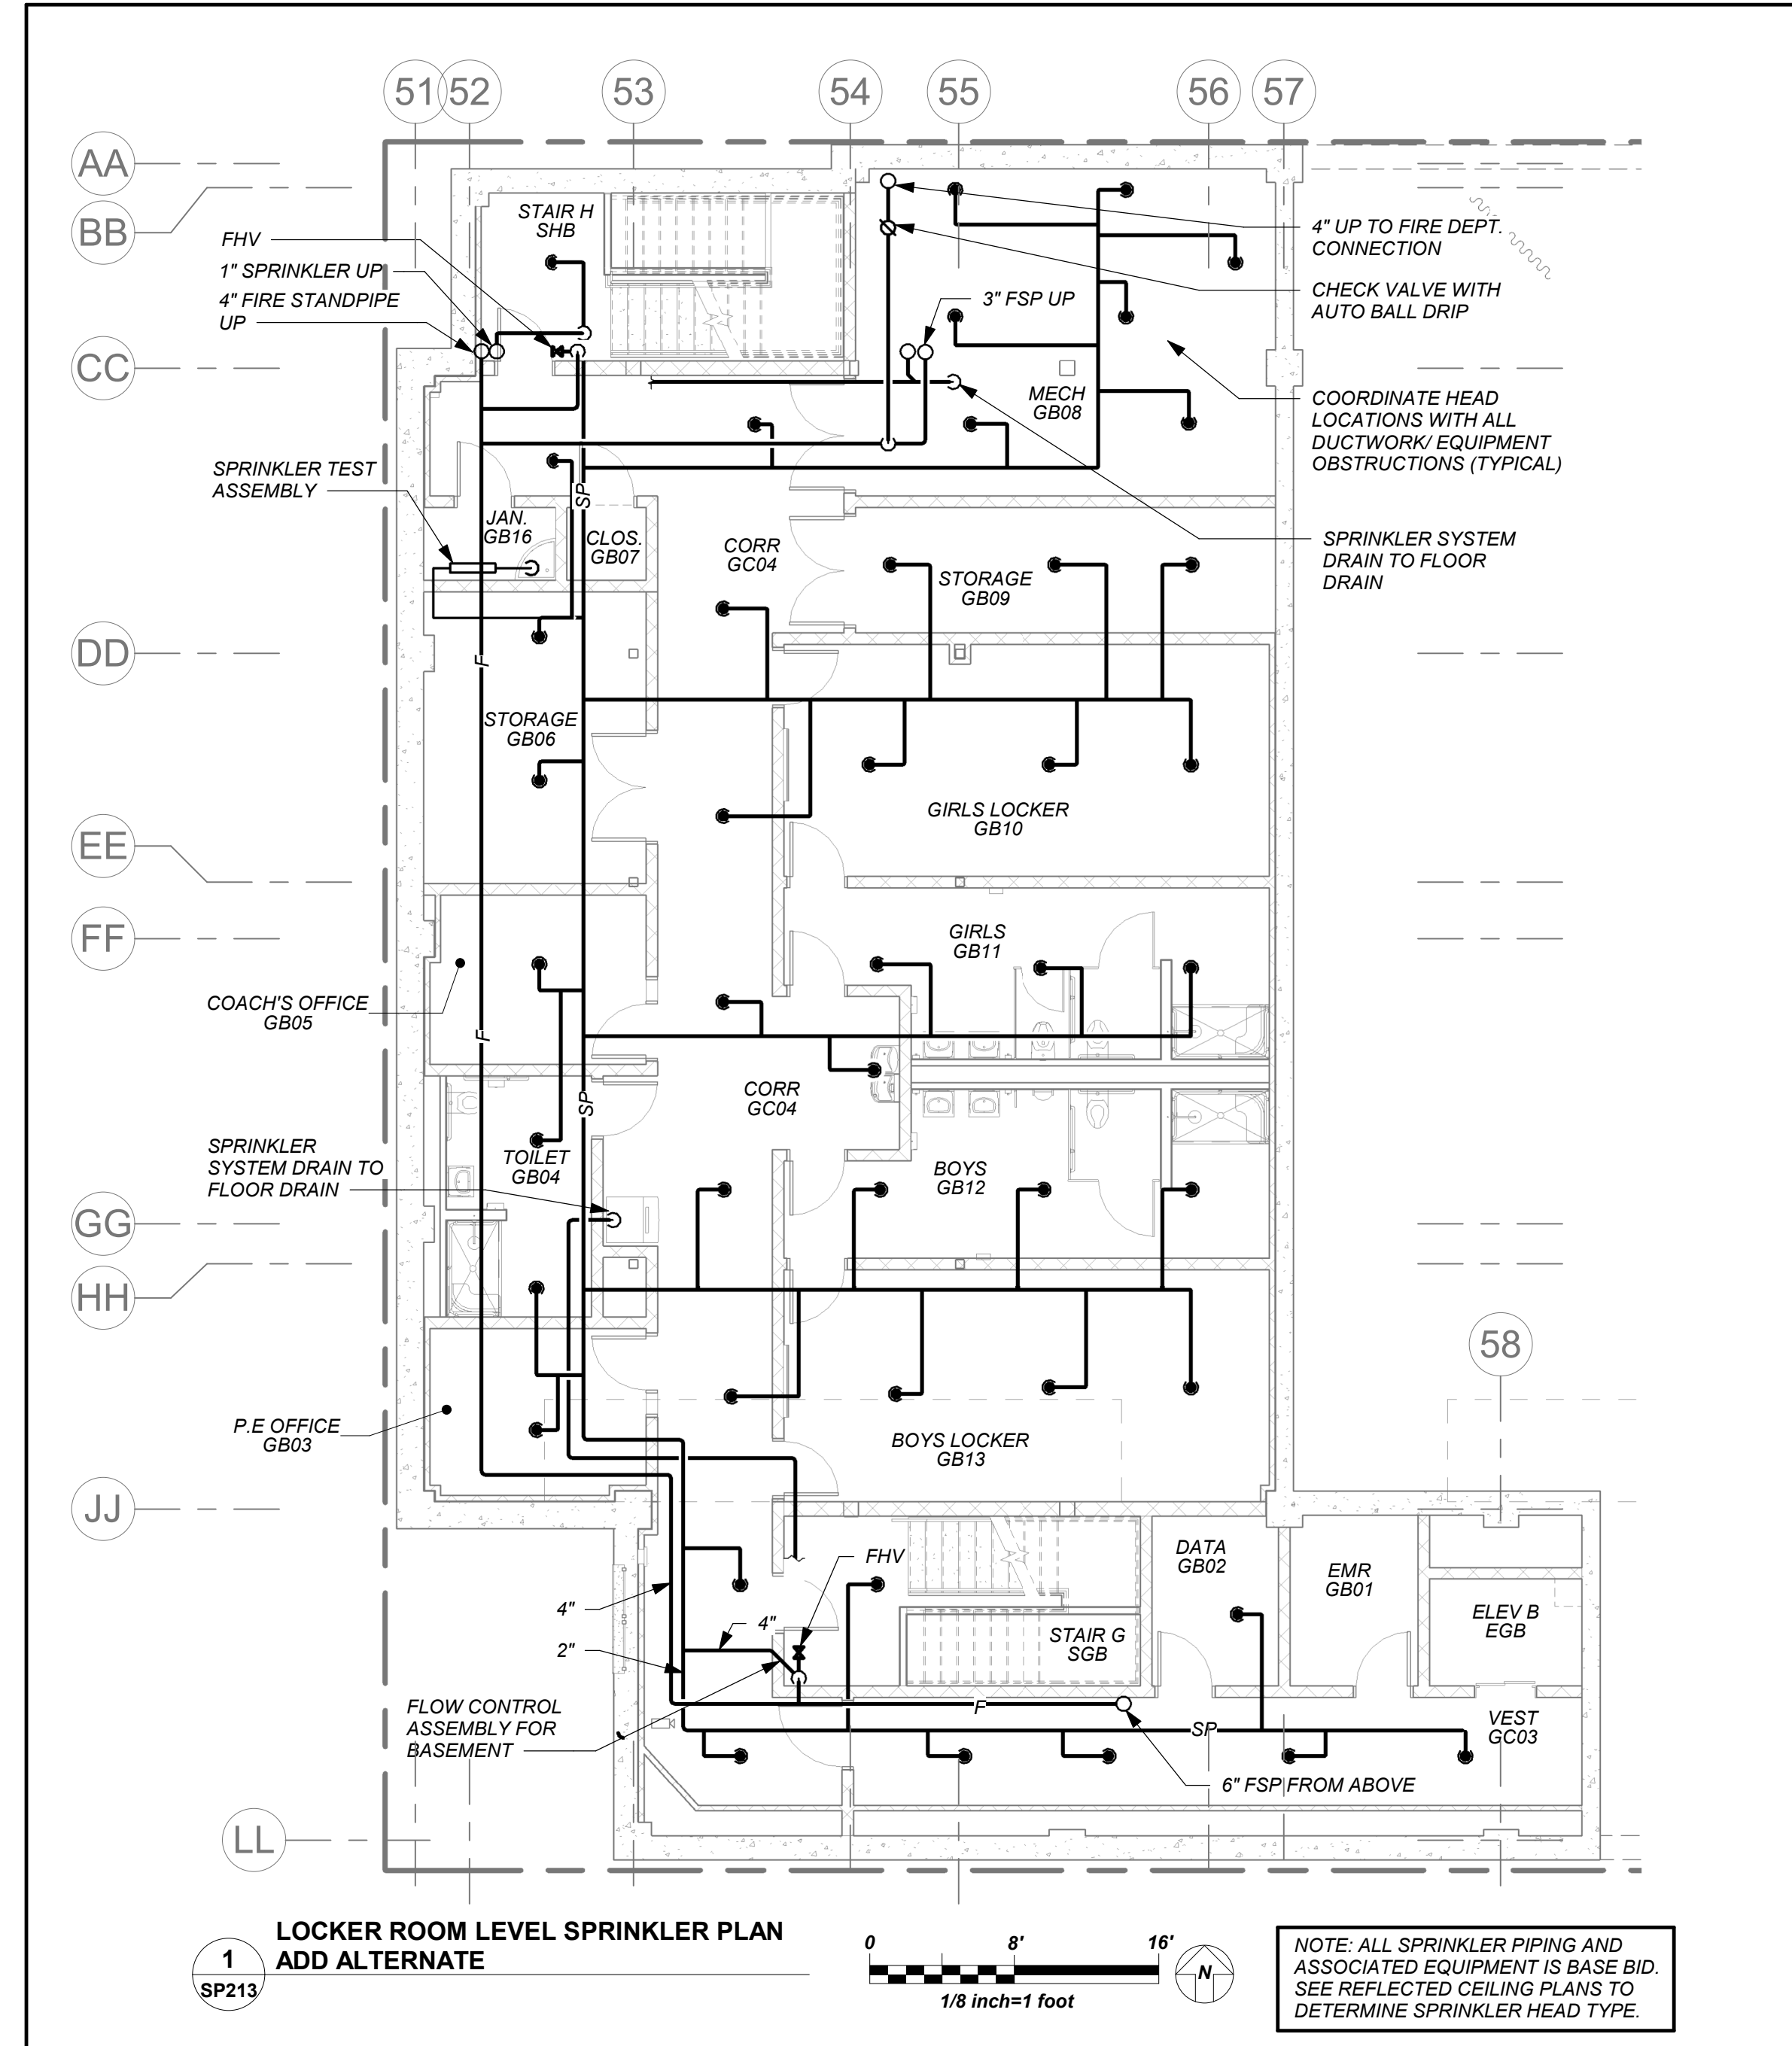 51
52
53
54
55
56
57
AA
BB
CC
DD
EE
FF
GG
HH
JJ
LL
58
STAIR H
SHB
FHV
1" SPRINKLER UP
4" FIRE STANDPIPE
UP
3" FSP UP
4" UP TO FIRE DEPT.
CONNECTION
CHECK VALVE WITH
AUTO BALL DRIP
MECH
GB08
COORDINATE HEAD
LOCATIONS WITH ALL
DUCTWORK/ EQUIPMENT
OBSTRUCTIONS (TYPICAL)
SPRINKLER TEST
ASSEMBLY
SP
JAN.
GB16
CLOS.
GB07
CORR
GC04
STORAGE
GB09
SPRINKLER SYSTEM
DRAIN TO FLOOR
DRAIN
F
STORAGE
GB06
GIRLS LOCKER
GB10
GIRLS
GB11
COACH'S OFFICE
GB05
F
SP
CORR
GC04
SPRINKLER
SYSTEM DRAIN TO
FLOOR DRAIN
TOILET
GB04
BOYS
GB12
P.E OFFICE
GB03
BOYS LOCKER
GB13
FHV
DATA
GB02
EMR
GB01
ELEV B
EGB
4"
4"
2"
STAIR G
SGB
FLOW CONTROL
ASSEMBLY FOR
BASEMENT
F
SP
VEST
GC03
6" FSP FROM ABOVE
1
SP213
LOCKER ROOM LEVEL SPRINKLER PLAN
ADD ALTERNATE
0 8' 16'
1/8 inch=1 foot
N
NOTE: ALL SPRINKLER PIPING AND
ASSOCIATED EQUIPMENT IS BASE BID.
SEE REFLECTED CEILING PLANS TO
DETERMINE SPRINKLER HEAD TYPE.